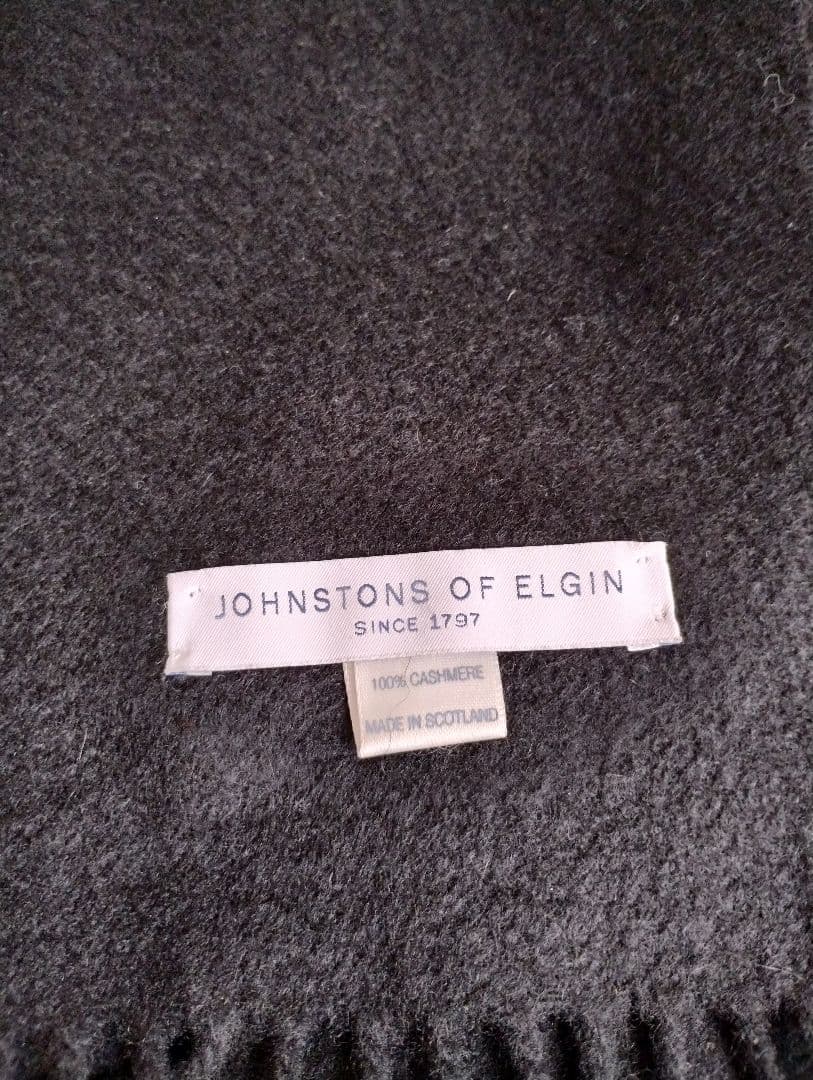 JOHNSTONS OF ELGIN
SINCE 1797
100% CASHMERE
MADE IN SCOTLAND